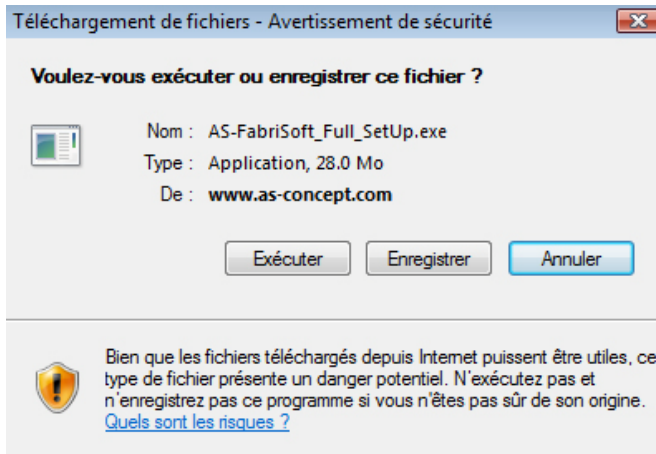 Téléchargement de fichiers - Avertissement de sécurité
Voulez-vous exécuter ou enregistrer ce fichier ?
Nom : AS-FabriSoft_Full_SetUp.exe
Type : Application, 28.0 Mo
De : www.as-concept.com
Exécuter Enregistrer Annuler
Bien que les fichiers téléchargés depuis Internet puissent être utiles, ce
type de fichier présente un danger potentiel. N'exécutez pas et
n'enregistrez pas ce programme si vous n'êtes pas sûr de son origine.
Quels sont les risques ?